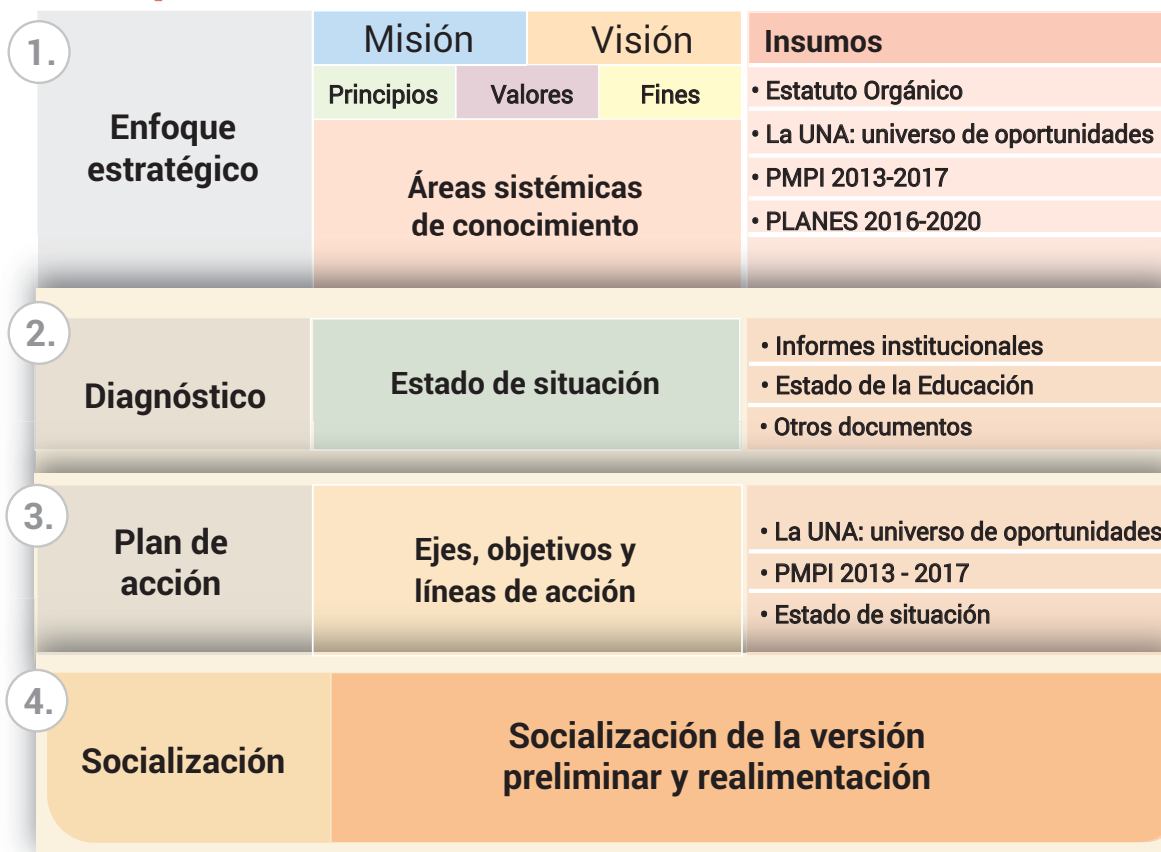 1.
Enfoque
estratégico
Misión
Visión
Principios
Valores
Fines
Áreas sistémicas
de conocimiento
Insumos
• Estatuto Orgánico
• La UNA: universo de oportunidades
• PMPI 2013-2017
• PLANES 2016-2020
2.
Diagnóstico
Estado de situación
• Informes institucionales
• Estado de la Educación
• Otros documentos
3.
Plan de
acción
Ejes, objetivos y
líneas de acción
• La UNA: universo de oportunidades
• PMPI 2013 - 2017
• Estado de situación
4.
Socialización
Socialización de la versión
preliminar y realimentación